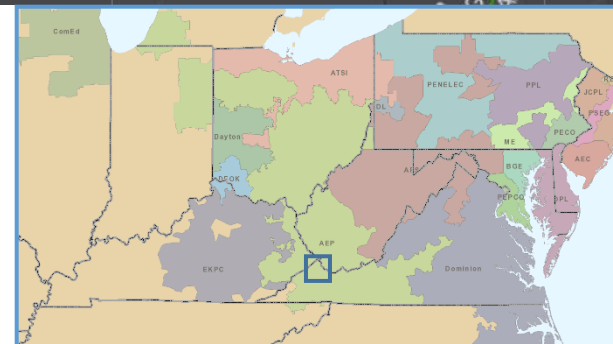 ComEd
ATSI
PENELEC
PPL
JCPL
DL
PSEG
Dayton
PECO
ME
AEC
BGE
DEOK
PEPCO
DPL
AEP
EKPC
Dominion